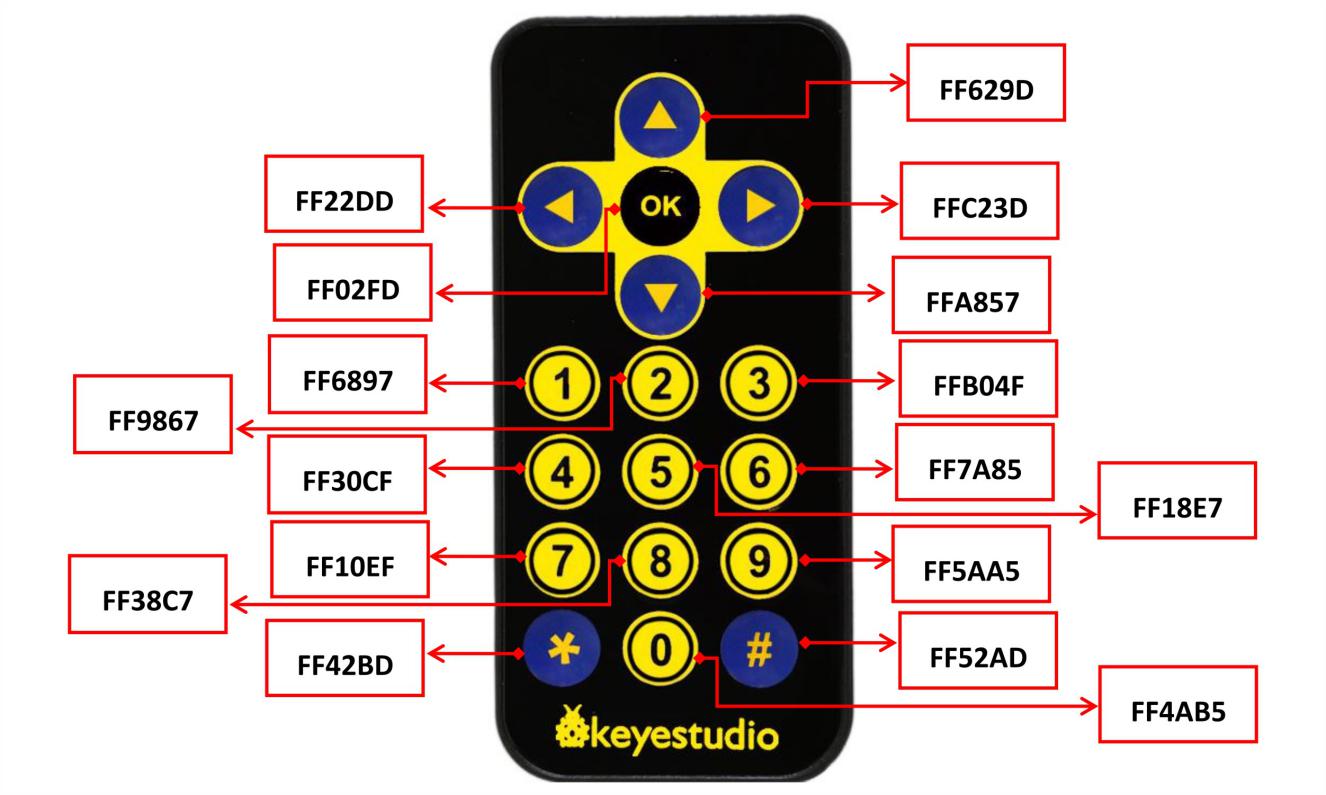 FF629D
FF22DD
OK
FFC23D
FF02FD
FFA857
FF6897
1
2
3
FFB04F
FF9867
FF30CF
4
5
6
FF7A85
FF18E7
FF10EF
7
8
9
FF5AA5
FF38C7
FF42BD
*
0
#
FF52AD
FF4AB5
keyestudio